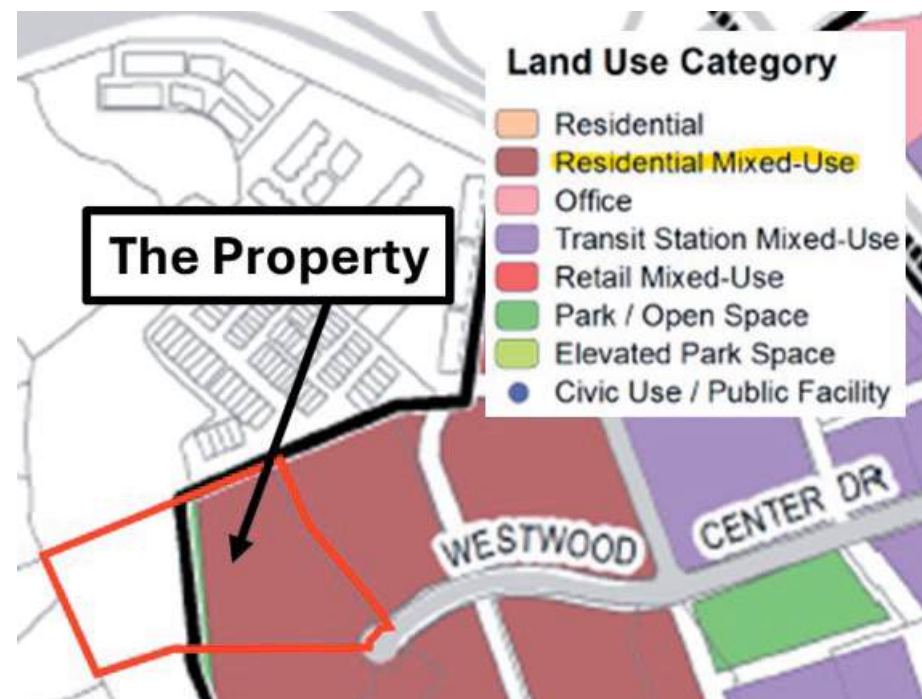 Land Use Category
Residential
Residential Mixed-Use
Office
Transit Station Mixed-Use
Retail Mixed-Use
Park / Open Space
Elevated Park Space
Civic Use / Public Facility
The Property
WESTWOOD
CENTER DR